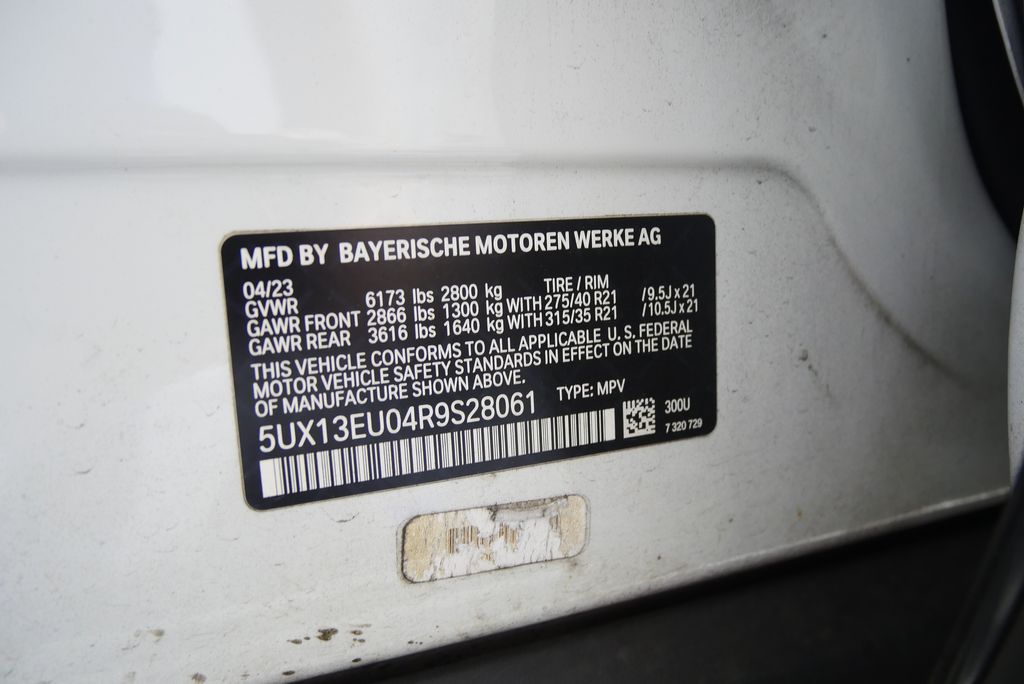 MFD BY BAYERISCHE MOTOREN WERKE AG
04/23 TIRE / RIM
GVWR 6173 lbs 2800 kg
GAWR FRONT 2866 lbs 1300 kg WITH 275/40 R21 /9.5J x 21
GAWR REAR 3616 lbs 1640 kg WITH 315/35 R21 /10.5J x 21
THIS VEHICLE CONFORMS TO ALL APPLICABLE U. S. FEDERAL
MOTOR VEHICLE SAFETY STANDARDS IN EFFECT ON THE DATE
OF MANUFACTURE SHOWN ABOVE.
TYPE: MPV
5UX13EU04R9S28061
300U
7 320 729